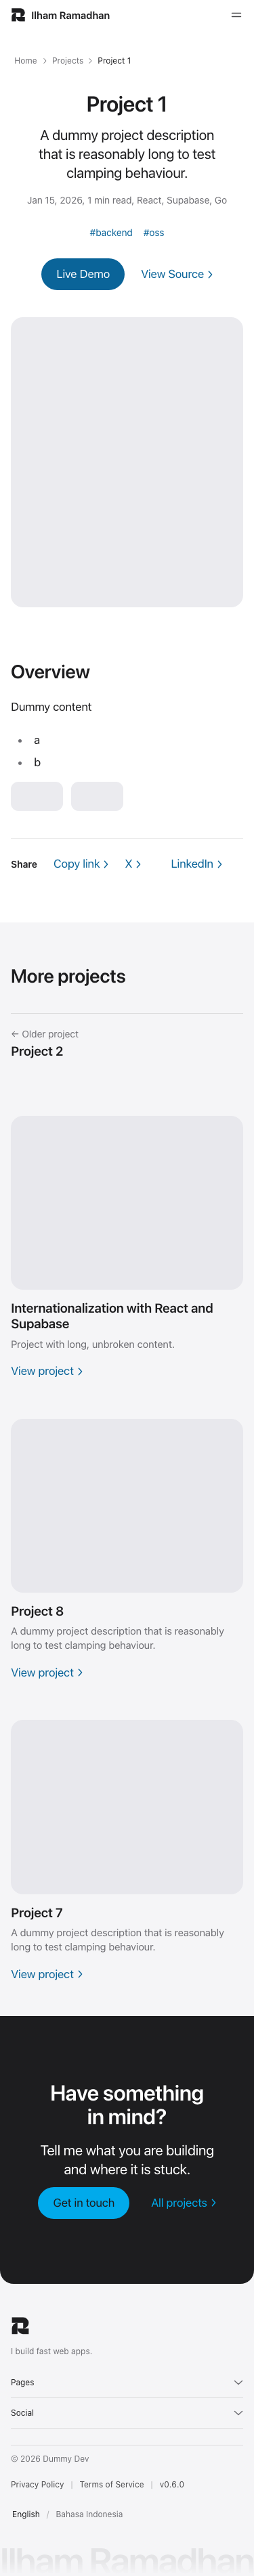 Ilham Ramadhan
Home > Projects > Project 1
Project 1
A dummy project description
that is reasonably long to test
clamping behaviour.
Jan 15, 2026, 1 min read, React, Supabase, Go
#backend #oss
Live Demo View Source >
Overview
Dummy content
• a
• b
Share Copy link > X > LinkedIn >
More projects
← Older project
Project 2
Internationalization with React and
Supabase
Project with long, unbroken content.
View project >
Project 8
A dummy project description that is reasonably
long to test clamping behaviour.
View project >
Project 7
A dummy project description that is reasonably
long to test clamping behaviour.
View project >
Have something
in mind?
Tell me what you are building
and where it is stuck.
Get in touch All projects >
I build fast web apps.
Pages
Social
© 2026 Dummy Dev
Privacy Policy | Terms of Service | v0.6.0
English / Bahasa Indonesia
Ilham Ramadhan